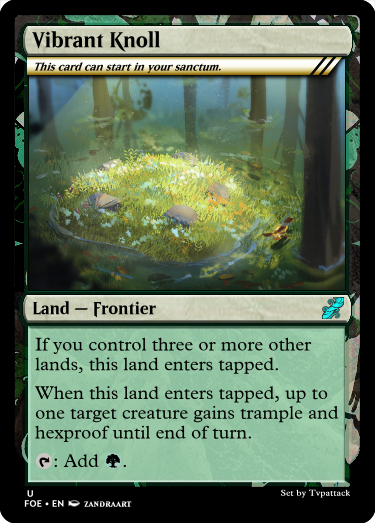 Vibrant Knoll
This card can start in your sanctum.
Land — Frontier
If you control three or more other
lands, this land enters tapped.
When this land enters tapped, up to
one target creature gains trample and
hexproof until end of turn.
: Add .
U
FOE • EN ZANDRAART
Set by Tvpattack